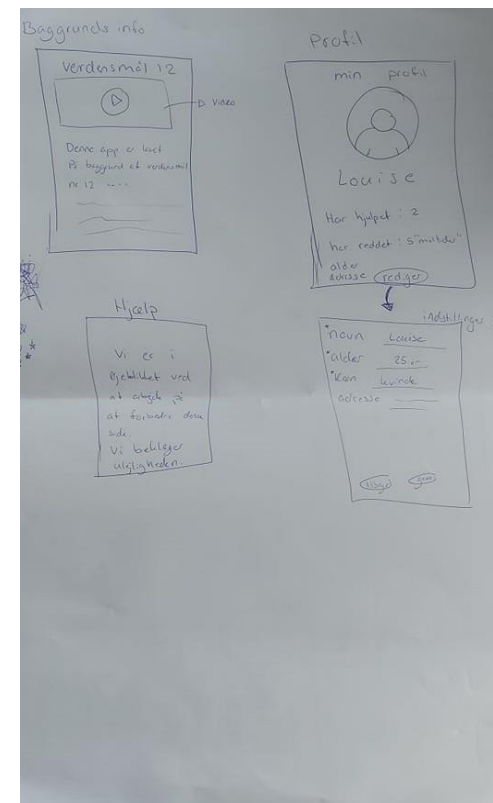 Baggrunds info
verdensmål 12
Video
Denne app er lavet
På baggrund af verdensmål
nr. 12 ----
Profil
min profil
Louise
Har hjulpet : 2
har reddet : 5 "måltider"
alder
adresse rediger
Hjælp
Vi er i
øjeblikket ved
at arbejde på
at forbedre denne
side.
Vi beklager
ulejligheden
indstillinger
navn Louise
alder 25 år
køn kvinde
adresse
gem